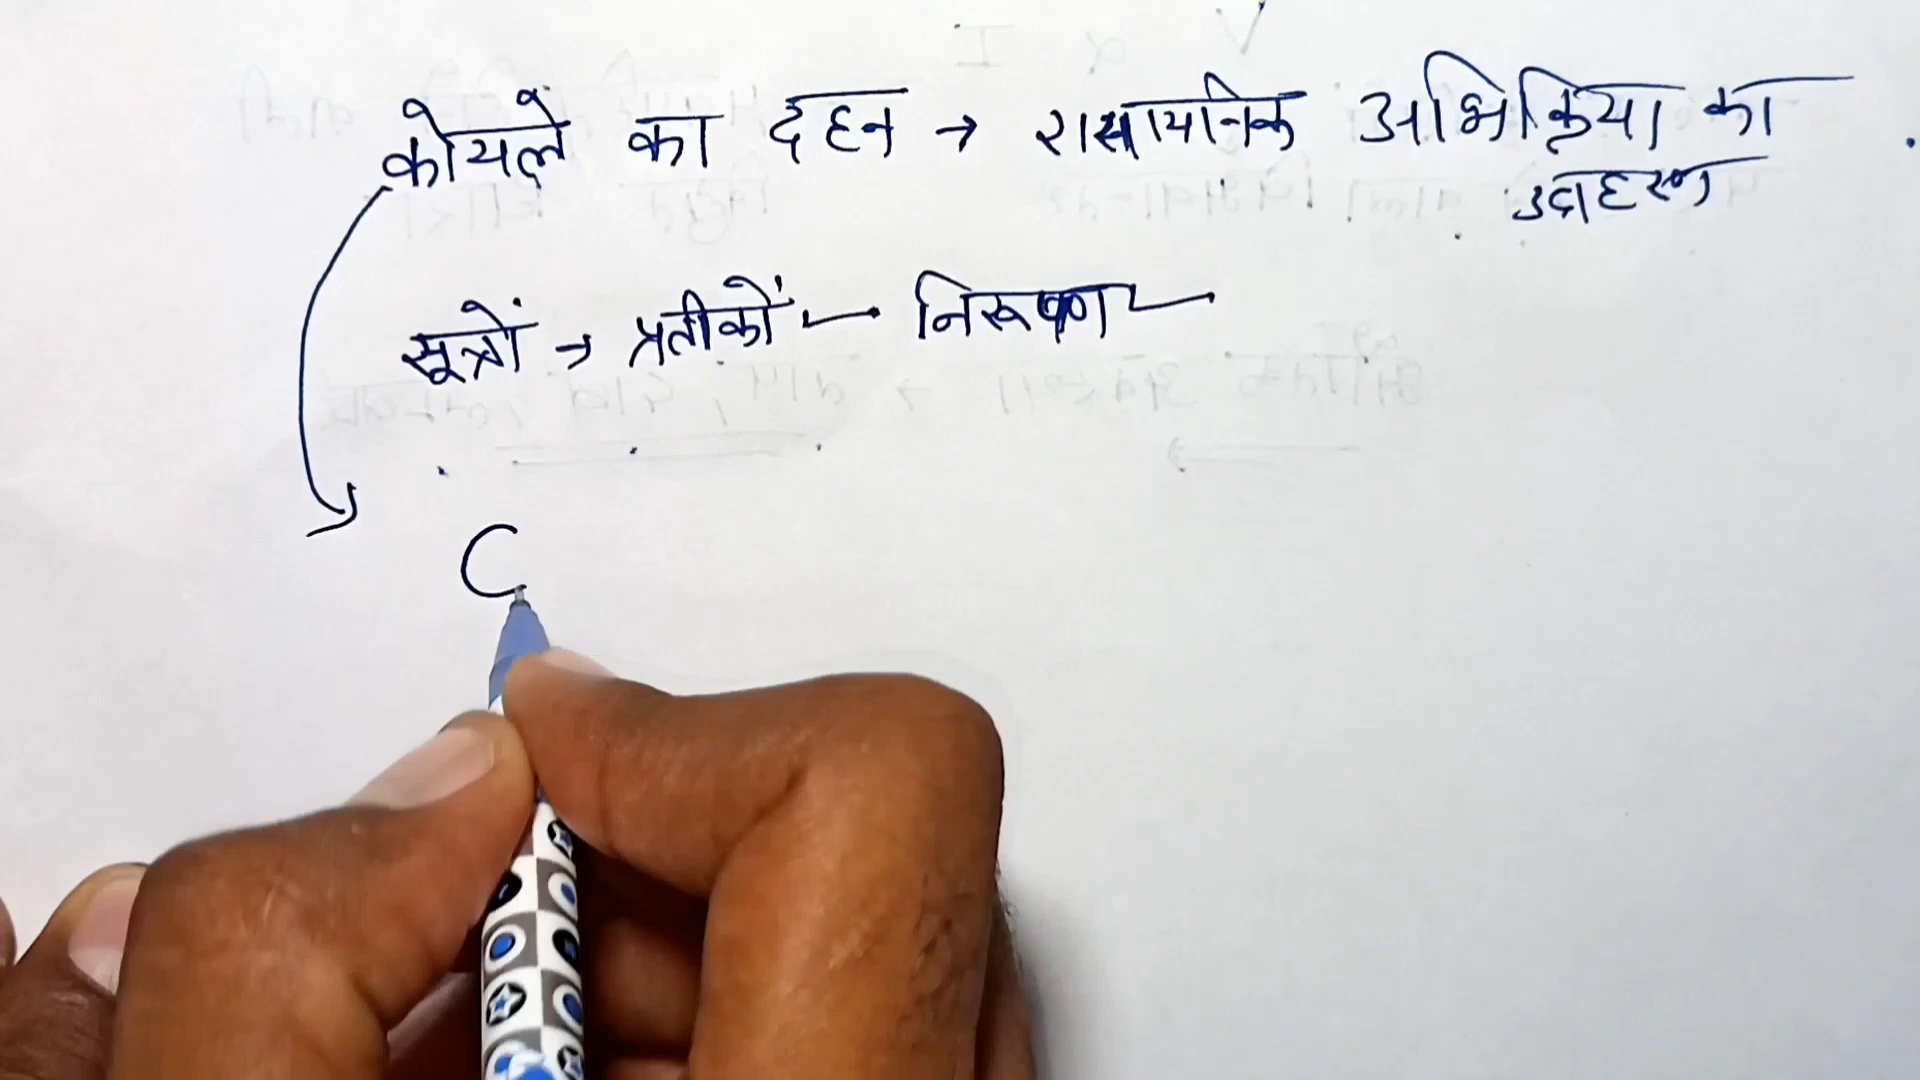 कोयले का दहन → रासायनिक अभिक्रिया का
उदाहरण
सूत्रों → प्रतीकों — निरूपण —
C